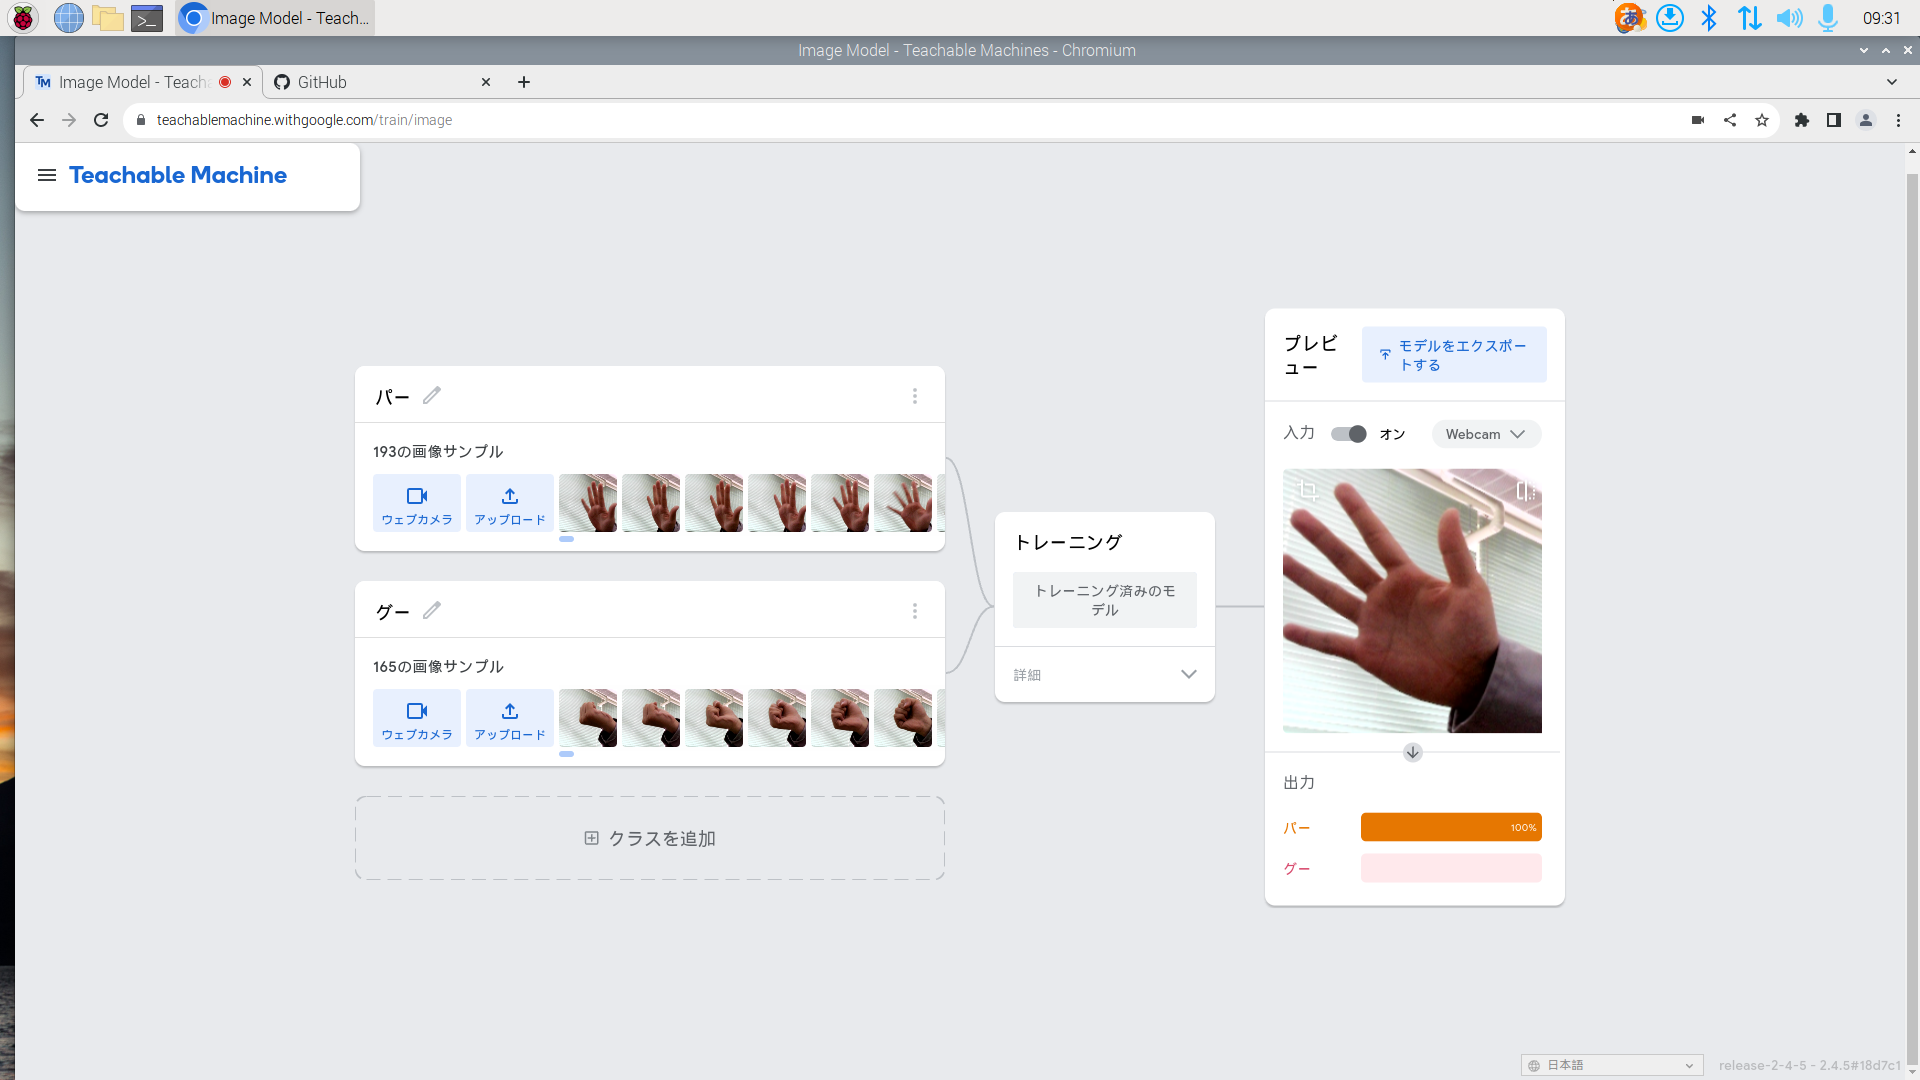 Image Model - Teach...
あ
09:31
Image Model - Teachable Machines - Chromium
TM Image Model - Teach
GitHub
teachablemachine.withgoogle.com/train/image
Teachable Machine
パー
193の画像サンプル
ウェブカメラ
アップロード
グー
165の画像サンプル
ウェブカメラ
アップロード
クラスを追加
トレーニング
トレーニング済みのモ
デル
詳細
プレビ
ュー
モデルをエクスポー
トする
入力
オン
Webcam
出力
パー
100%
グー
日本語
release-2-4-5 - 2.4.5#18d7c1